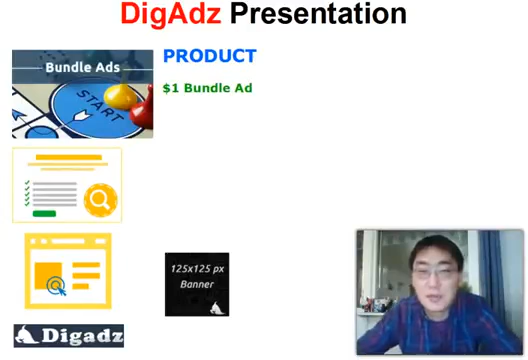 DigAdz Presentation
PRODUCT
Bundle Ads
$1 Bundle Ad
START
125x125 px
Banner
Digadz